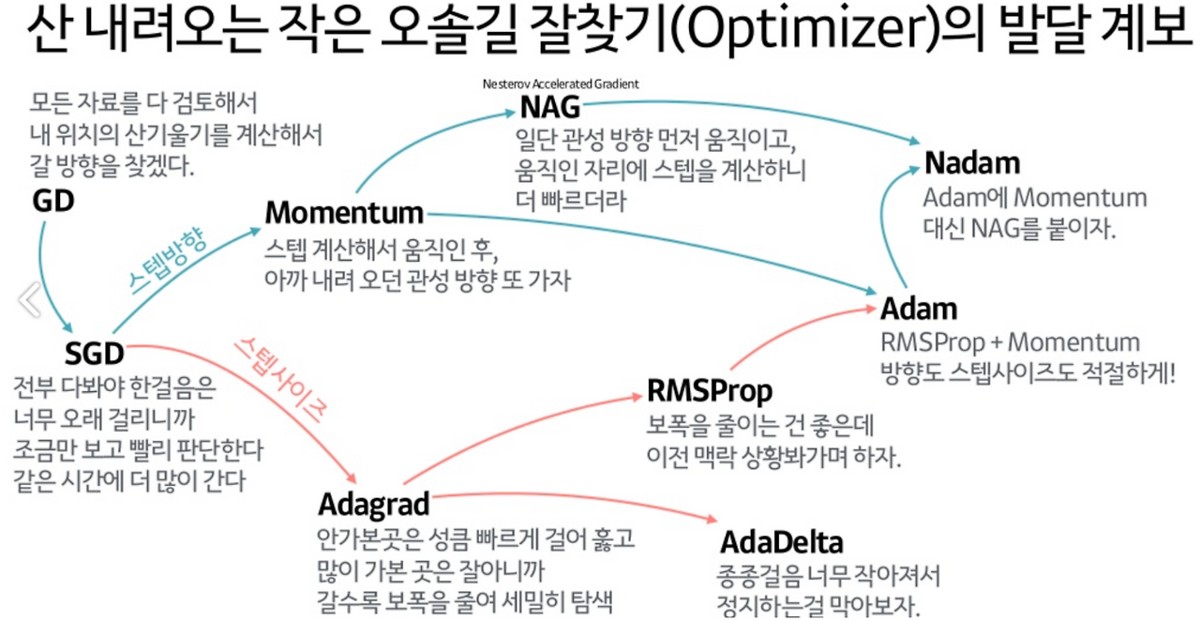 산 내려오는 작은 오솔길 잘찾기(Optimizer)의 발달 계보
모든 자료를 다 검토해서
내 위치의 산기울기를 계산해서
갈 방향을 찾겠다.
GD
스텝방향
SGD
전부 다봐야 한걸음은
너무 오래 걸리니까
조금만 보고 빨리 판단한다
같은 시간에 더 많이 간다
스텝사이즈
Momentum
스텝 계산해서 움직인 후,
아까 내려 오던 관성 방향 또 가자
Nesterov Accelerated Gradient
NAG
일단 관성 방향 먼저 움직이고,
움직인 자리에 스텝을 계산하니
더 빠르더라
Nadam
Adam에 Momentum
대신 NAG를 붙이자.
Adam
RMSProp + Momentum
방향도 스텝사이즈도 적절하게!
RMSProp
보폭을 줄이는 건 좋은데
이전 맥락 상황봐가며 하자.
Adagrad
안가본곳은 성큼 빠르게 걸어 훓고
많이 가본 곳은 잘아니까
갈수록 보폭을 줄여 세밀히 탐색
AdaDelta
종종걸음 너무 작아져서
정지하는걸 막아보자.